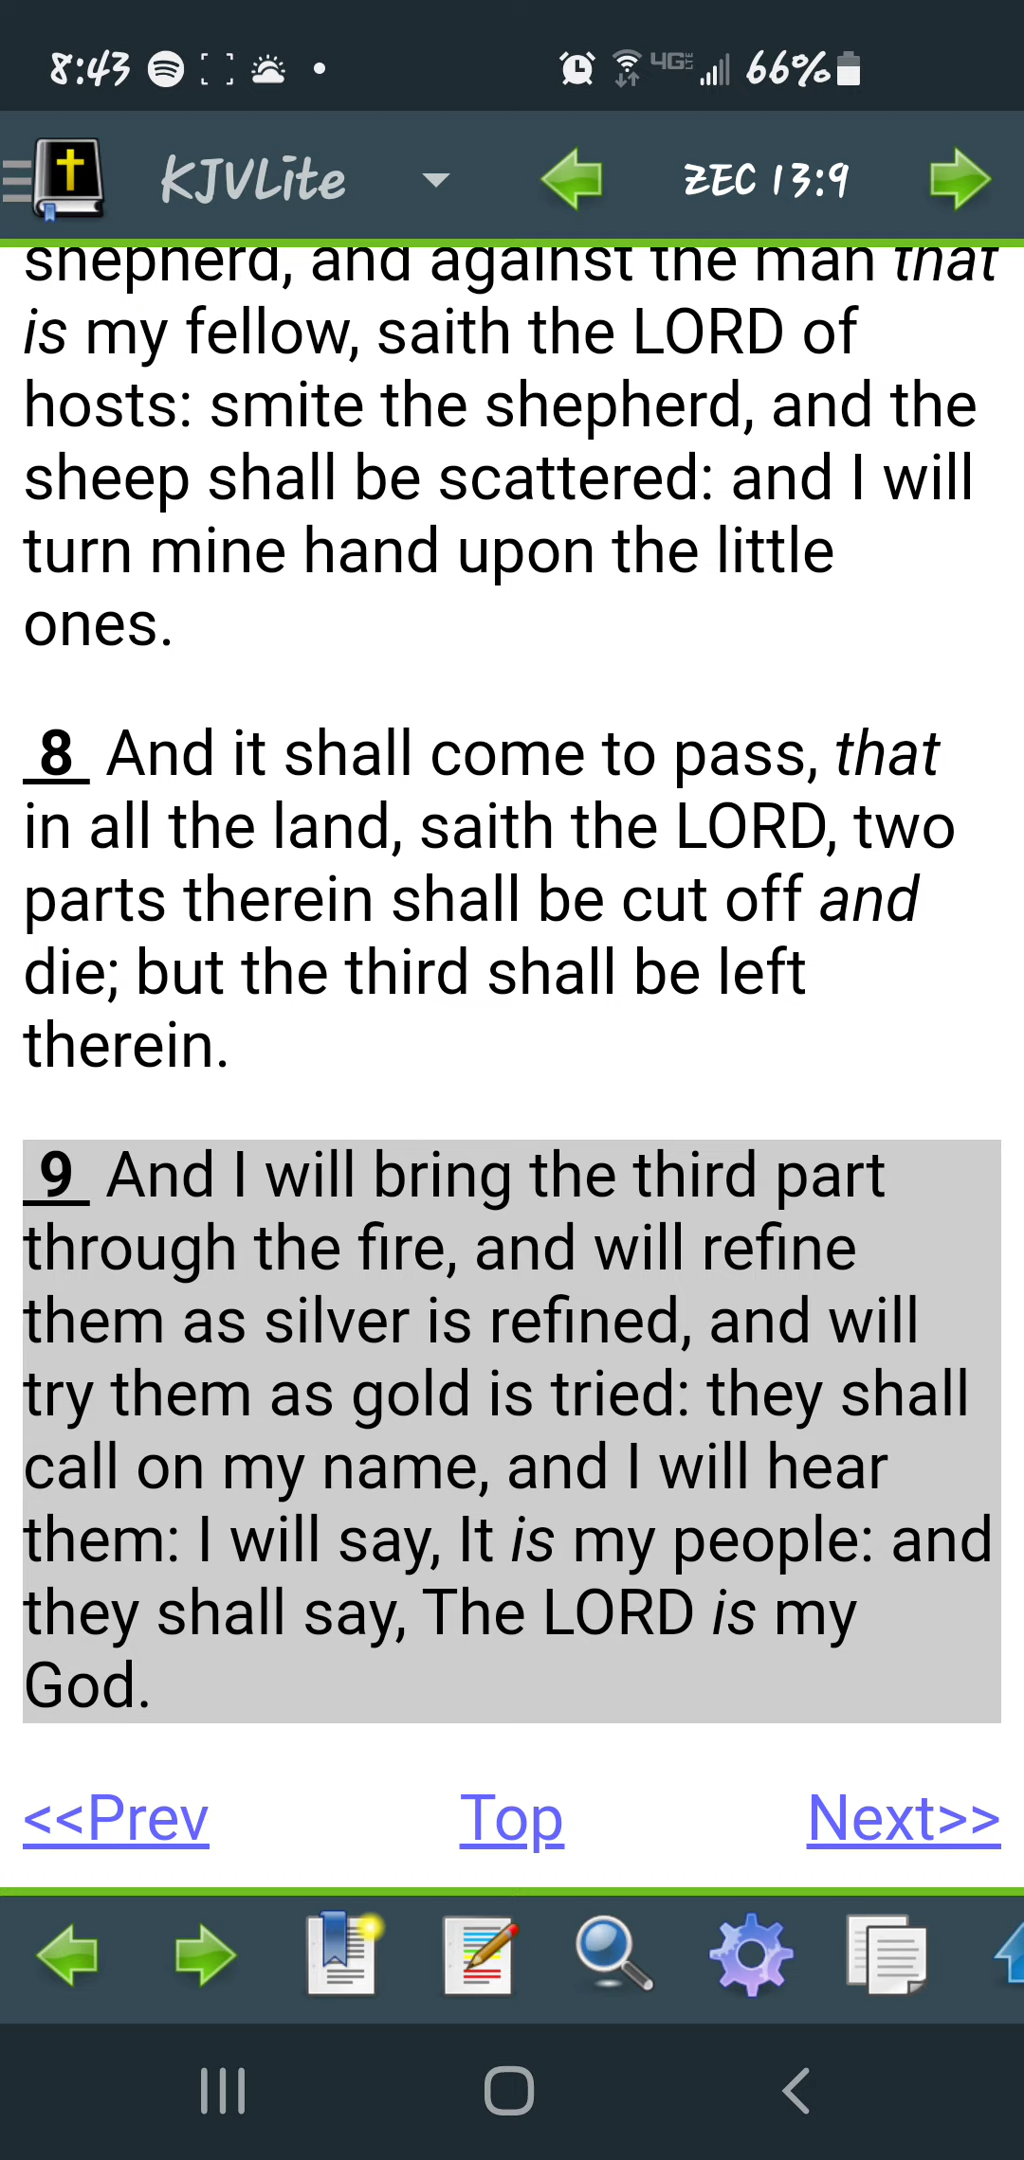 8:43 4GE 66%
KJVLite ZEC 13:9
shepherd, and against the man that
is my fellow, saith the LORD of
hosts: smite the shepherd, and the
sheep shall be scattered: and I will
turn mine hand upon the little
ones.
8 And it shall come to pass, that
in all the land, saith the LORD, two
parts therein shall be cut off and
die; but the third shall be left
therein.
9 And I will bring the third part
through the fire, and will refine
them as silver is refined, and will
try them as gold is tried: they shall
call on my name, and I will hear
them: I will say, It is my people: and
they shall say, The LORD is my
God.
<<Prev Top Next>>